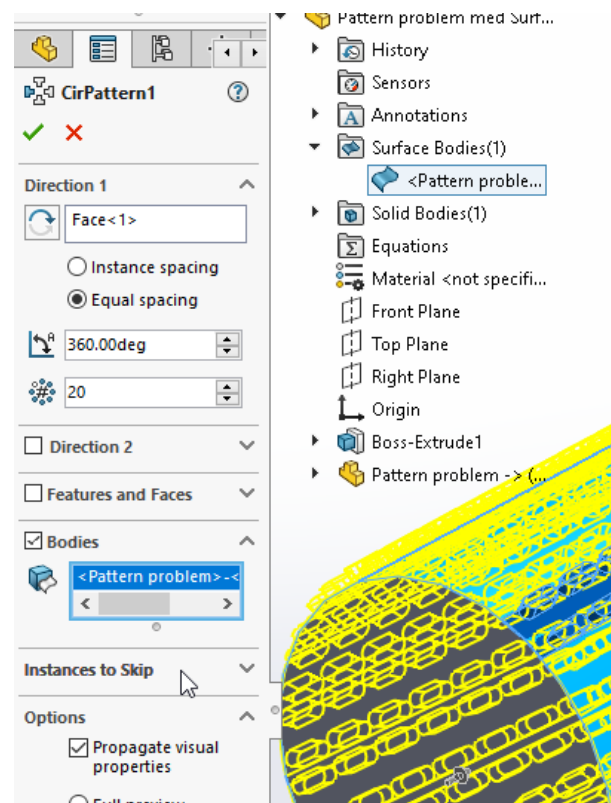 Pattern problem med Surf...
History
Sensors
Annotations
Surface Bodies(1)
<Pattern proble...
Solid Bodies(1)
Equations
Material <not specifi...
Front Plane
Top Plane
Right Plane
Origin
Boss-Extrude1
Pattern problem -> (...
CirPattern1
Direction 1
Face<1>
Instance spacing
Equal spacing
360.00deg
20
Direction 2
Features and Faces
Bodies
<Pattern problem>-<
Instances to Skip
Options
Propagate visual
properties
Full preview